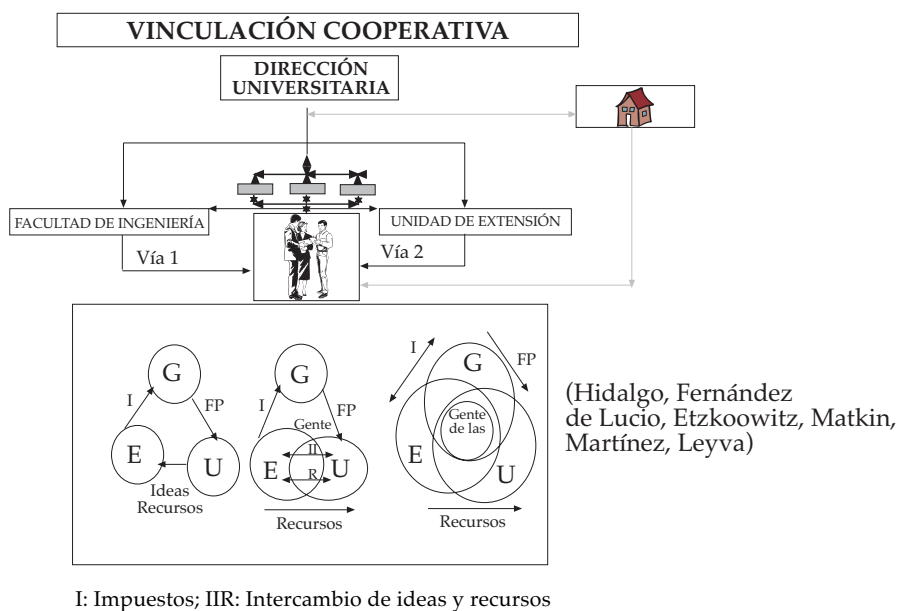 VINCULACIÓN COOPERATIVA
DIRECCIÓN
UNIVERSITARIA
FACULTAD DE INGENIERÍA
UNIDAD DE EXTENSIÓN
Vía 1
Vía 2
G
I
FP
E
U
Ideas
Recursos
G
I
FP
Gente
E
II
U
R
Recursos
I
G
FP
Gente
de las
E
U
Recursos
(Hidalgo, Fernández
de Lucio, Etzkoowitz, Matkin,
Martínez, Leyva)
I: Impuestos; IIR: Intercambio de ideas y recursos